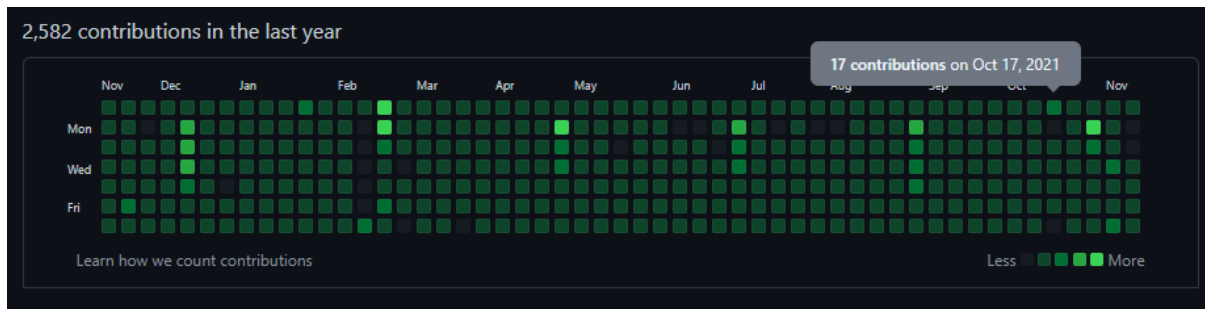 2,582 contributions in the last year
17 contributions on Oct 17, 2021
Nov Dec Jan Feb Mar Apr May Jun Jul Aug Sep Oct Nov
Mon
Wed
Fri
Learn how we count contributions
Less More